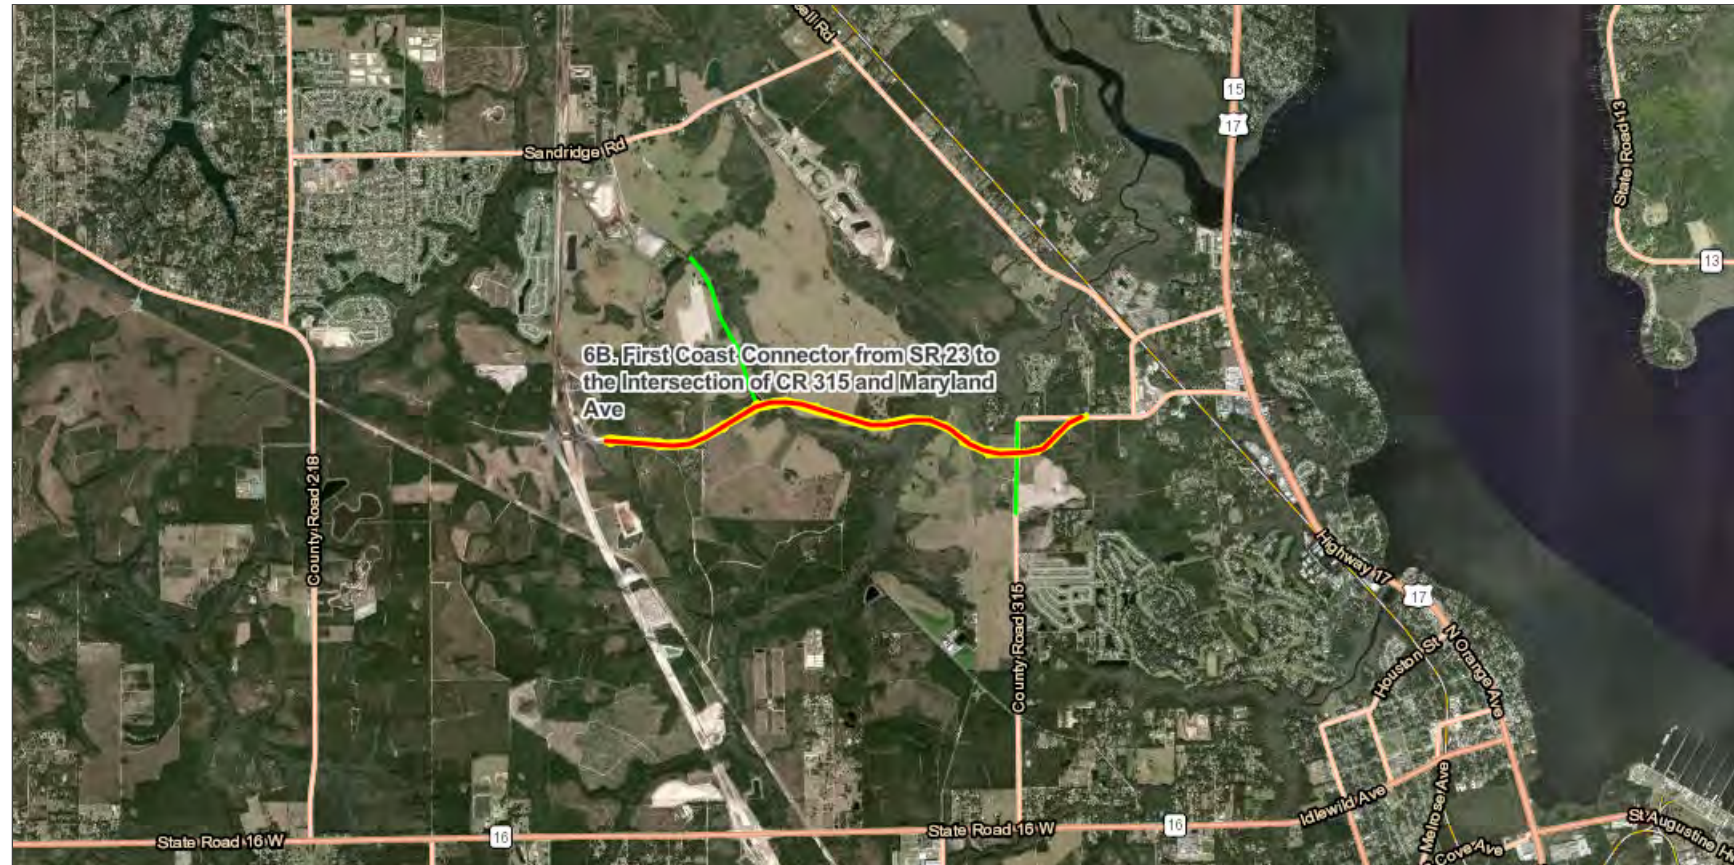 ell Rd
15
17
State Road 13
Sandridge Rd
13
6B. First Coast Connector from SR 23 to
the Intersection of CR 315 and Maryland
Ave
County Road 218
Highway 17
17
County Road 315
N Orange Ave
Houston St
Idlewild Ave
Melrose Ave
State Road 16 W
16
State Road 16 W
16
St Augustine
Cove Ave